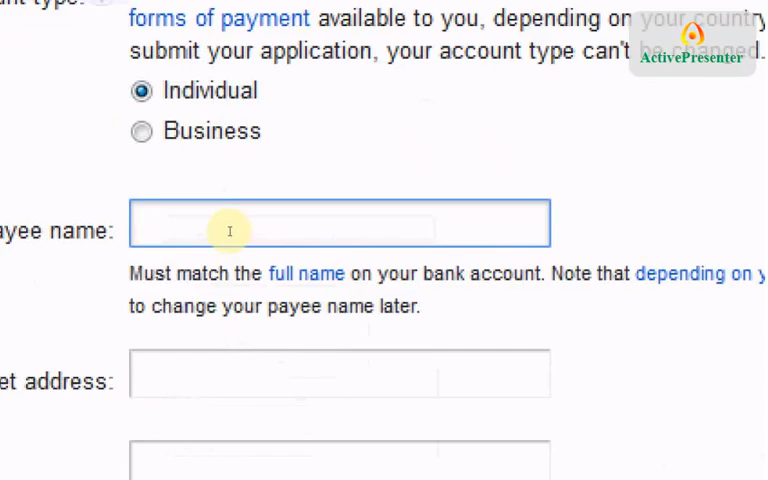 forms of payment available to you, depending on your country
submit your application, your account type can't be changed.
ActivePresenter
Individual
Business
ayee name:
Must match the full name on your bank account. Note that depending on y
to change your payee name later.
et address: